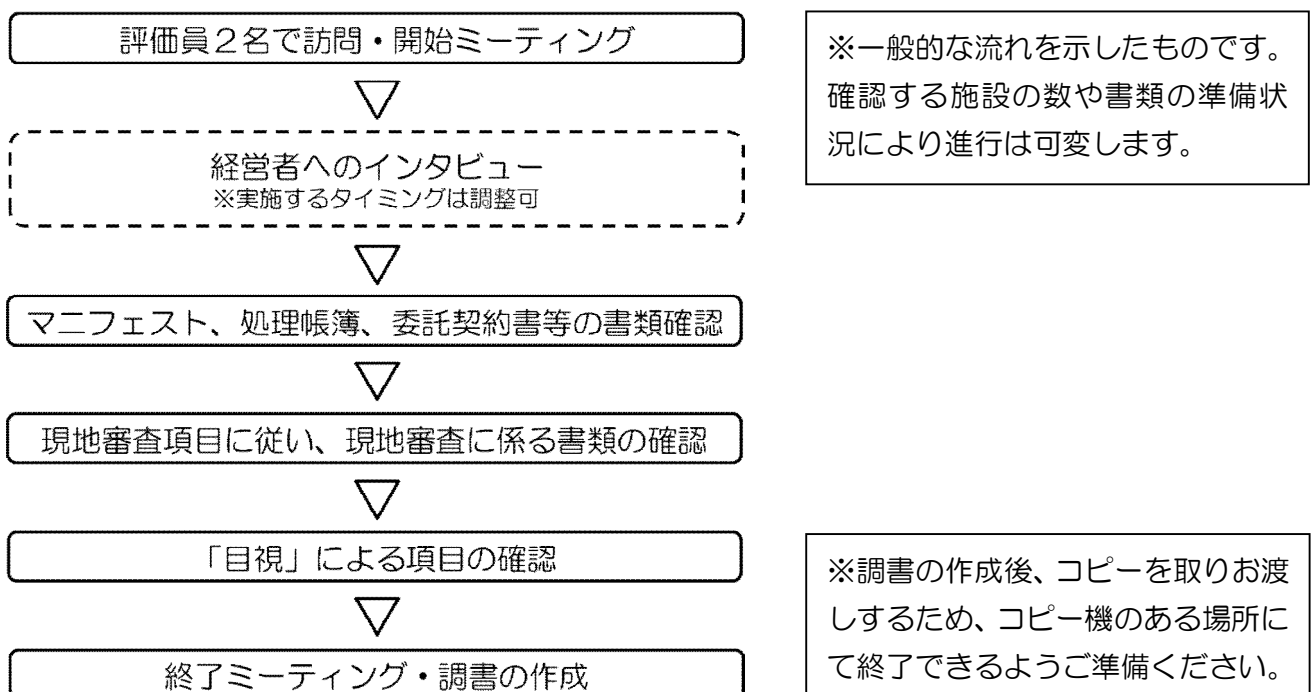 評価員２名で訪問・開始ミーティング
※一般的な流れを示したものです。
確認する施設の数や書類の準備状
況により進行は可変します。
経営者へのインタビュー
※実施するタイミングは調整可
マニフェスト、処理帳簿、委託契約書等の書類確認
現地審査項目に従い、現地審査に係る書類の確認
「目視」による項目の確認
※調書の作成後、コピーを取りお渡
しするため、コピー機のある場所に
て終了できるようご準備ください。
終了ミーティング・調書の作成